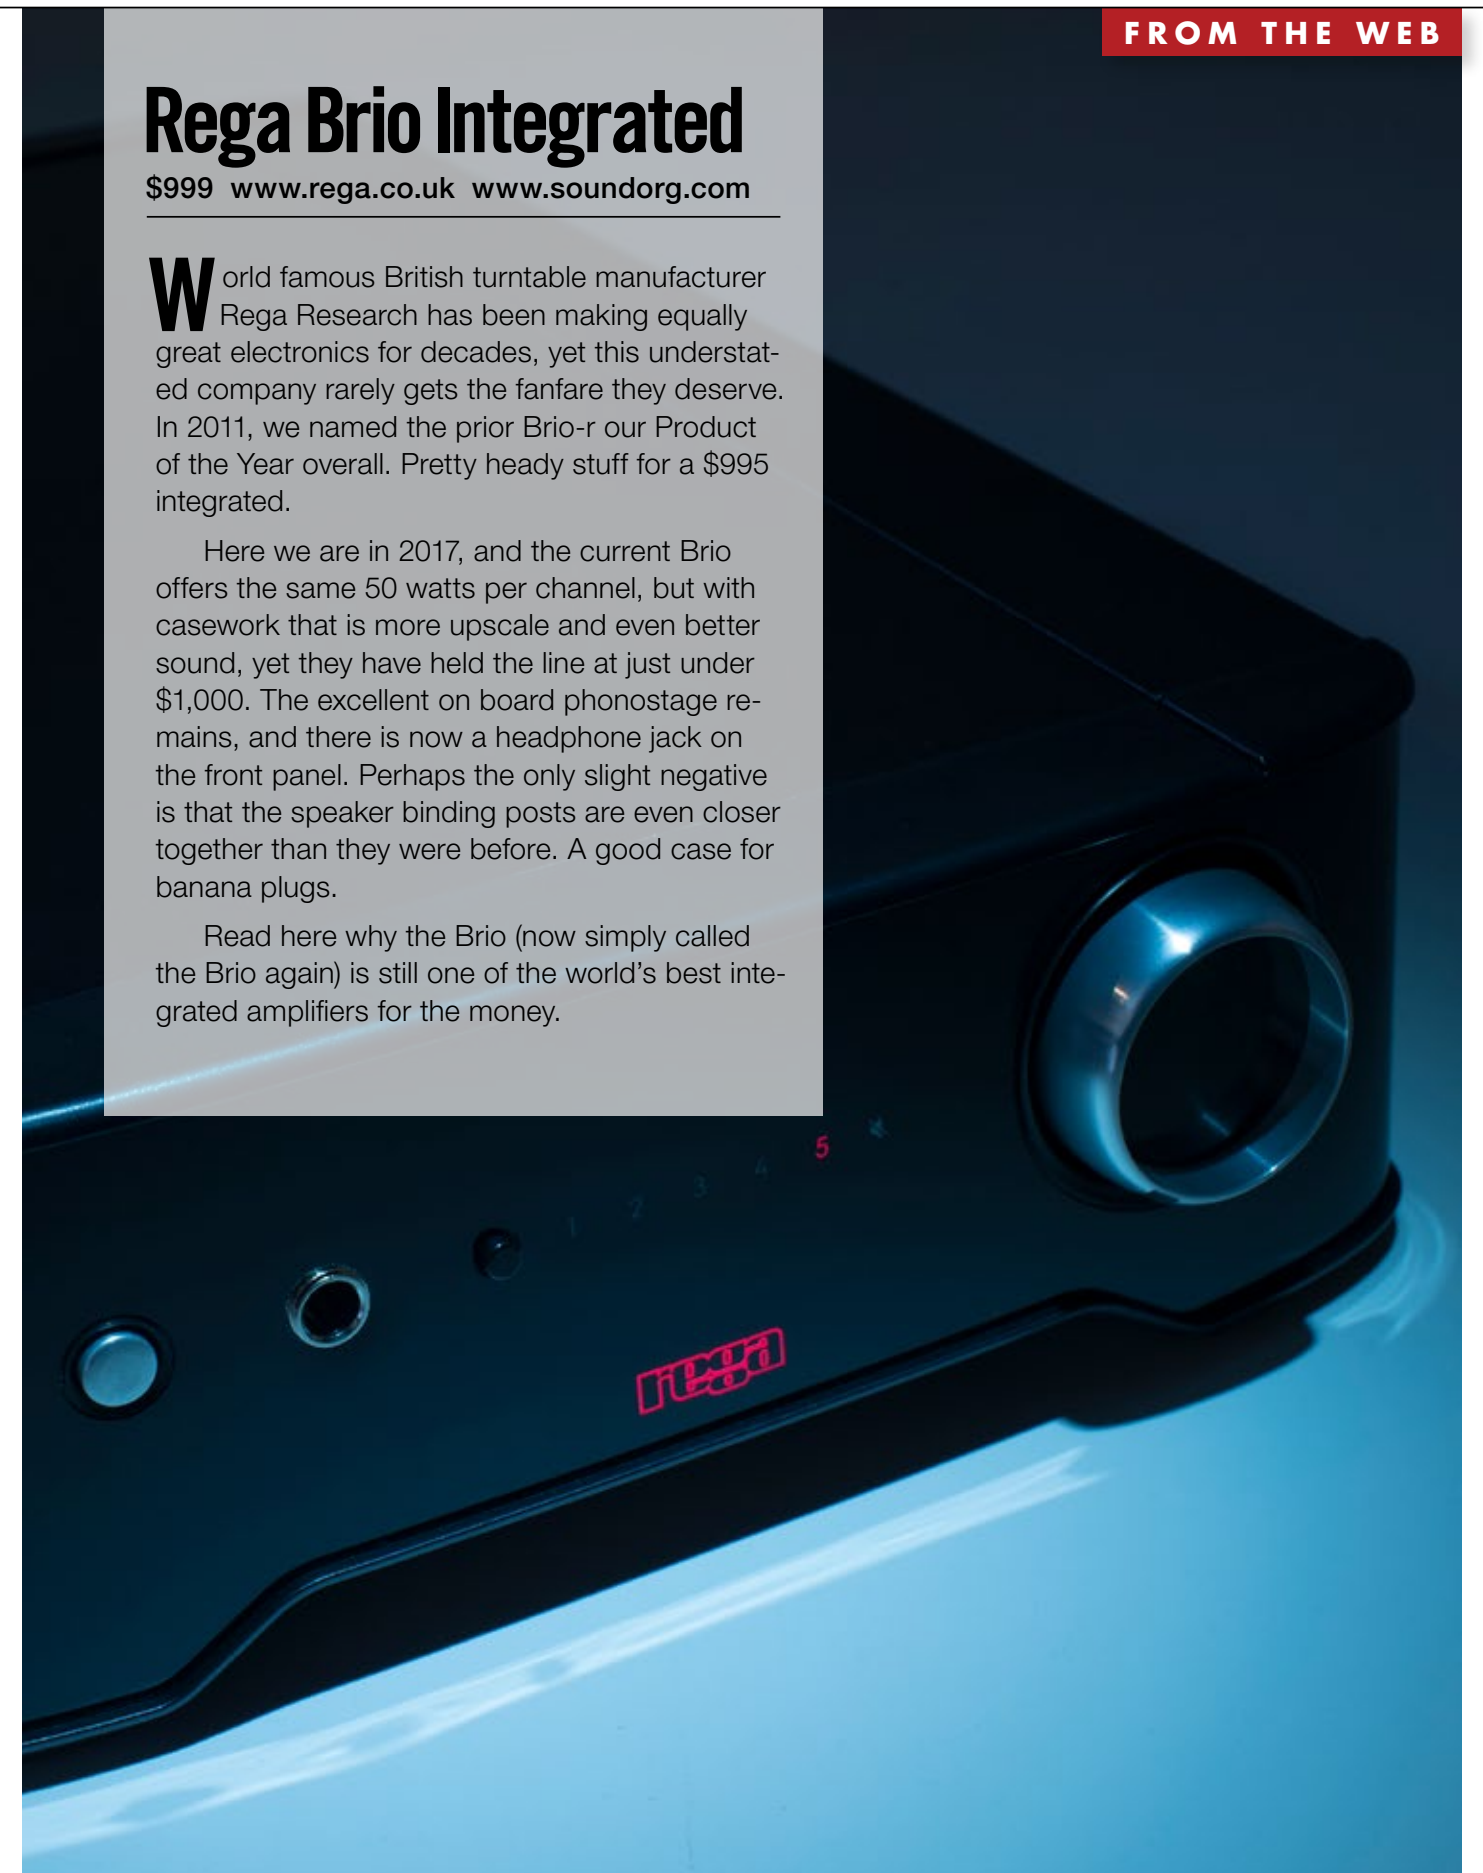 FROM THE WEB
Rega Brio Integrated
$999 www.rega.co.uk www.soundorg.com
World famous British turntable manufacturer
Rega Research has been making equally
great electronics for decades, yet this understat-
ed company rarely gets the fanfare they deserve.
In 2011, we named the prior Brio-r our Product
of the Year overall. Pretty heady stuff for a $995
integrated.
Here we are in 2017, and the current Brio
offers the same 50 watts per channel, but with
casework that is more upscale and even better
sound, yet they have held the line at just under
$1,000. The excellent on board phonostage re-
mains, and there is now a headphone jack on
the front panel. Perhaps the only slight negative
is that the speaker binding posts are even closer
together than they were before. A good case for
banana plugs.
Read here why the Brio (now simply called
the Brio again) is still one of the world's best inte-
grated amplifiers for the money.
1 2 3 4 5
rega